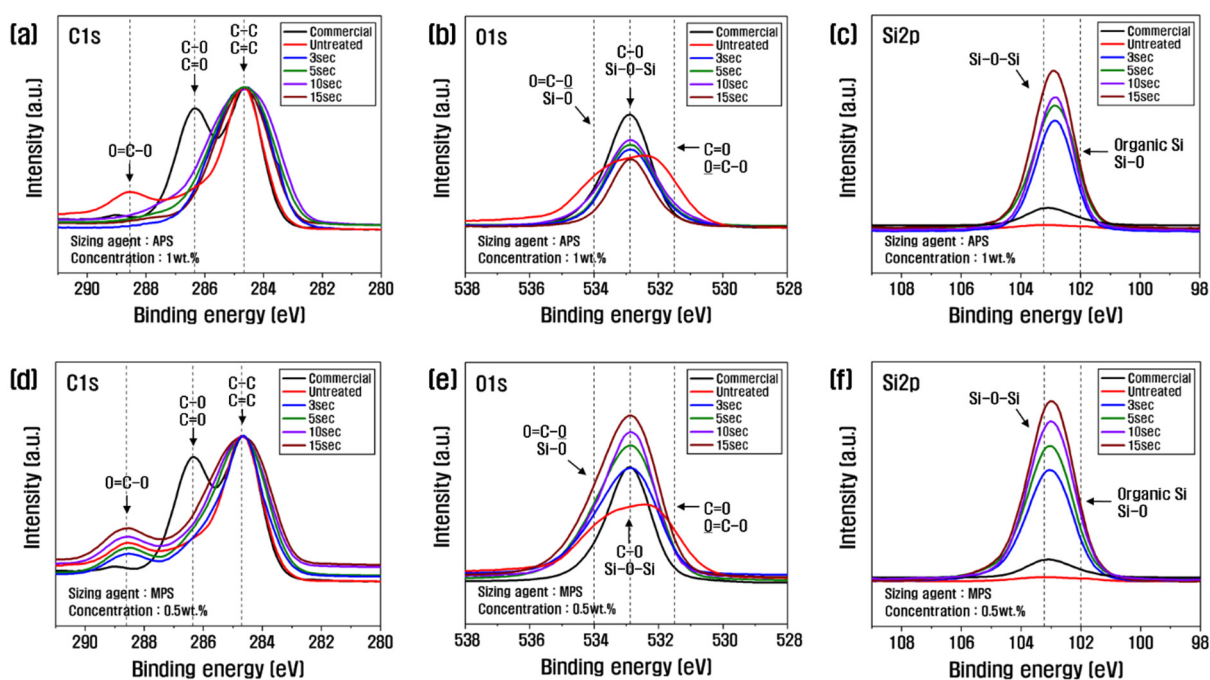 (a)
C1s
C-O
C=O
C-C
C=C
O=C-O
Commercial
Untreated
3sec
5sec
10sec
15sec
Sizing agent : APS
Concentration : 1wt.%
Intensity (a.u.)
290 288 286 284 282 280
Binding energy (eV)
(b)
O1s
C-O
Si-O-Si
O=C-O
Si-O
C=O
O=C-O
Commercial
Untreated
3sec
5sec
10sec
15sec
Sizing agent : APS
Concentration : 1wt.%
Intensity (a.u.)
538 536 534 532 530 528
Binding energy (eV)
(c)
Si2p
Si-O-Si
Organic Si
Si-O
Commercial
Untreated
3sec
5sec
10sec
15sec
Sizing agent : APS
Concentration : 1wt.%
Intensity (a.u.)
108 106 104 102 100 98
Binding energy (eV)
(d)
C1s
C-O
C=O
C-C
C=C
O=C-O
Commercial
Untreated
3sec
5sec
10sec
15sec
Sizing agent : MPS
Concentration : 0.5wt.%
Intensity (a.u.)
290 288 286 284 282 280
Binding energy (eV)
(e)
O1s
O=C-O
Si-O
C=O
O=C-O
C-O
Si-O-Si
Commercial
Untreated
3sec
5sec
10sec
15sec
Sizing agent : MPS
Concentration : 0.5wt.%
Intensity (a.u.)
538 536 534 532 530 528
Binding energy (eV)
(f)
Si2p
Si-O-Si
Organic Si
Si-O
Commercial
Untreated
3sec
5sec
10sec
15sec
Sizing agent : MPS
Concentration : 0.5wt.%
Intensity (a.u.)
108 106 104 102 100 98
Binding energy (eV)